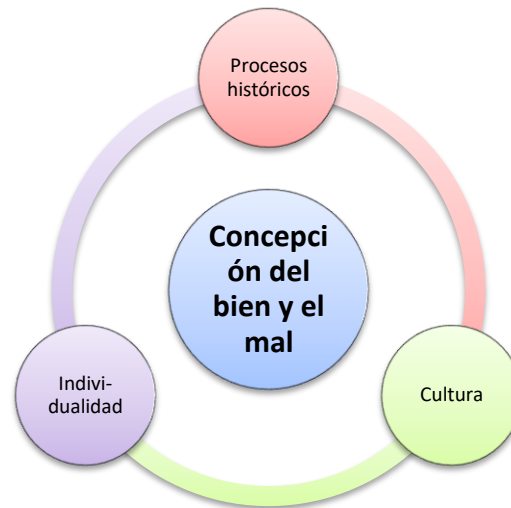 Procesos
históricos
Concepci
ón del
bien y el
mal
Indivi-
dualidad
Cultura